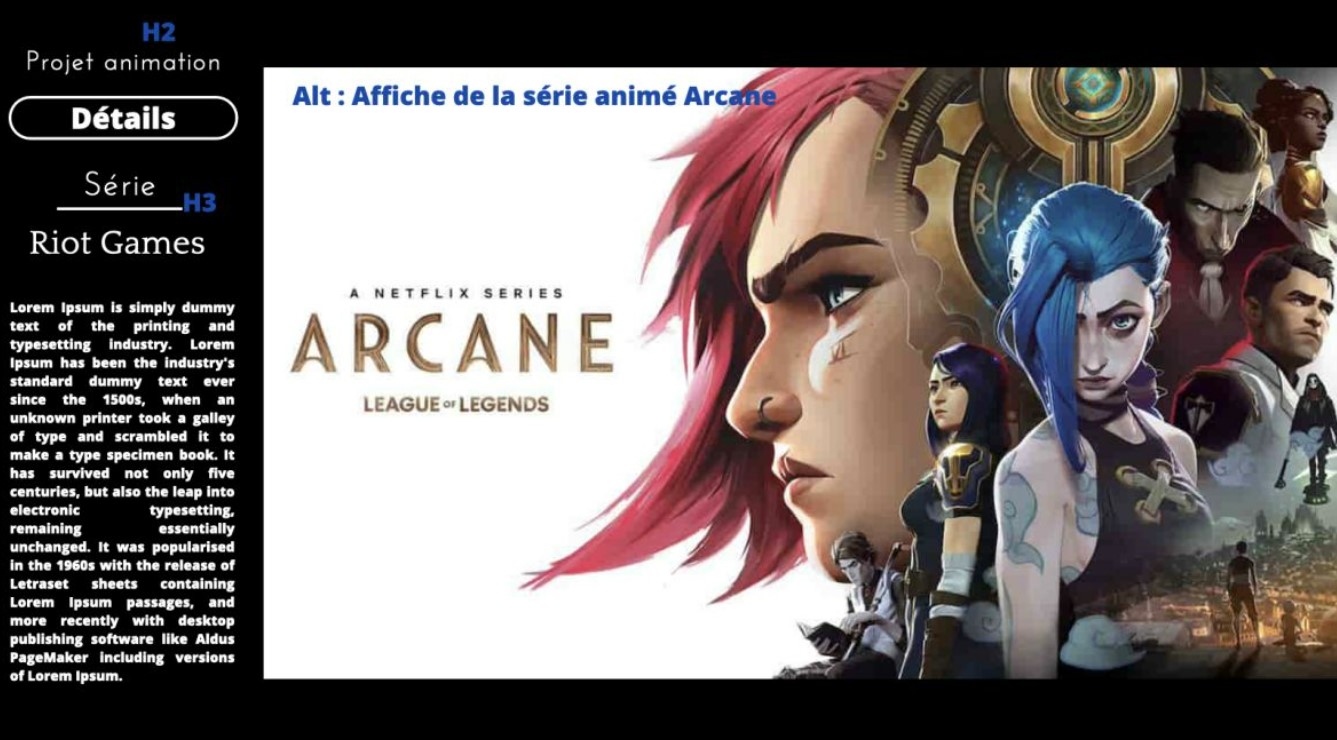 H2
Projet animation
Détails
Série
H3
Riot Games
Lorem Ipsum is simply dummy
text of the printing and
typesetting industry. Lorem
Ipsum has been the industry's
standard dummy text ever
since the 1500s, when an
unknown printer took a galley
of type and scrambled it to
make a type specimen book. It
has survived not only five
centuries, but also the leap into
electronic typesetting,
remaining essentially
unchanged. It was popularised
in the 1960s with the release of
Letraset sheets containing
Lorem Ipsum passages, and
more recently with desktop
publishing software like Aldus
PageMaker including versions
of Lorem Ipsum.
Alt : Affiche de la série animé Arcane
A NETFLIX SERIES
ARCANE
LEAGUE OF LEGENDS
VI